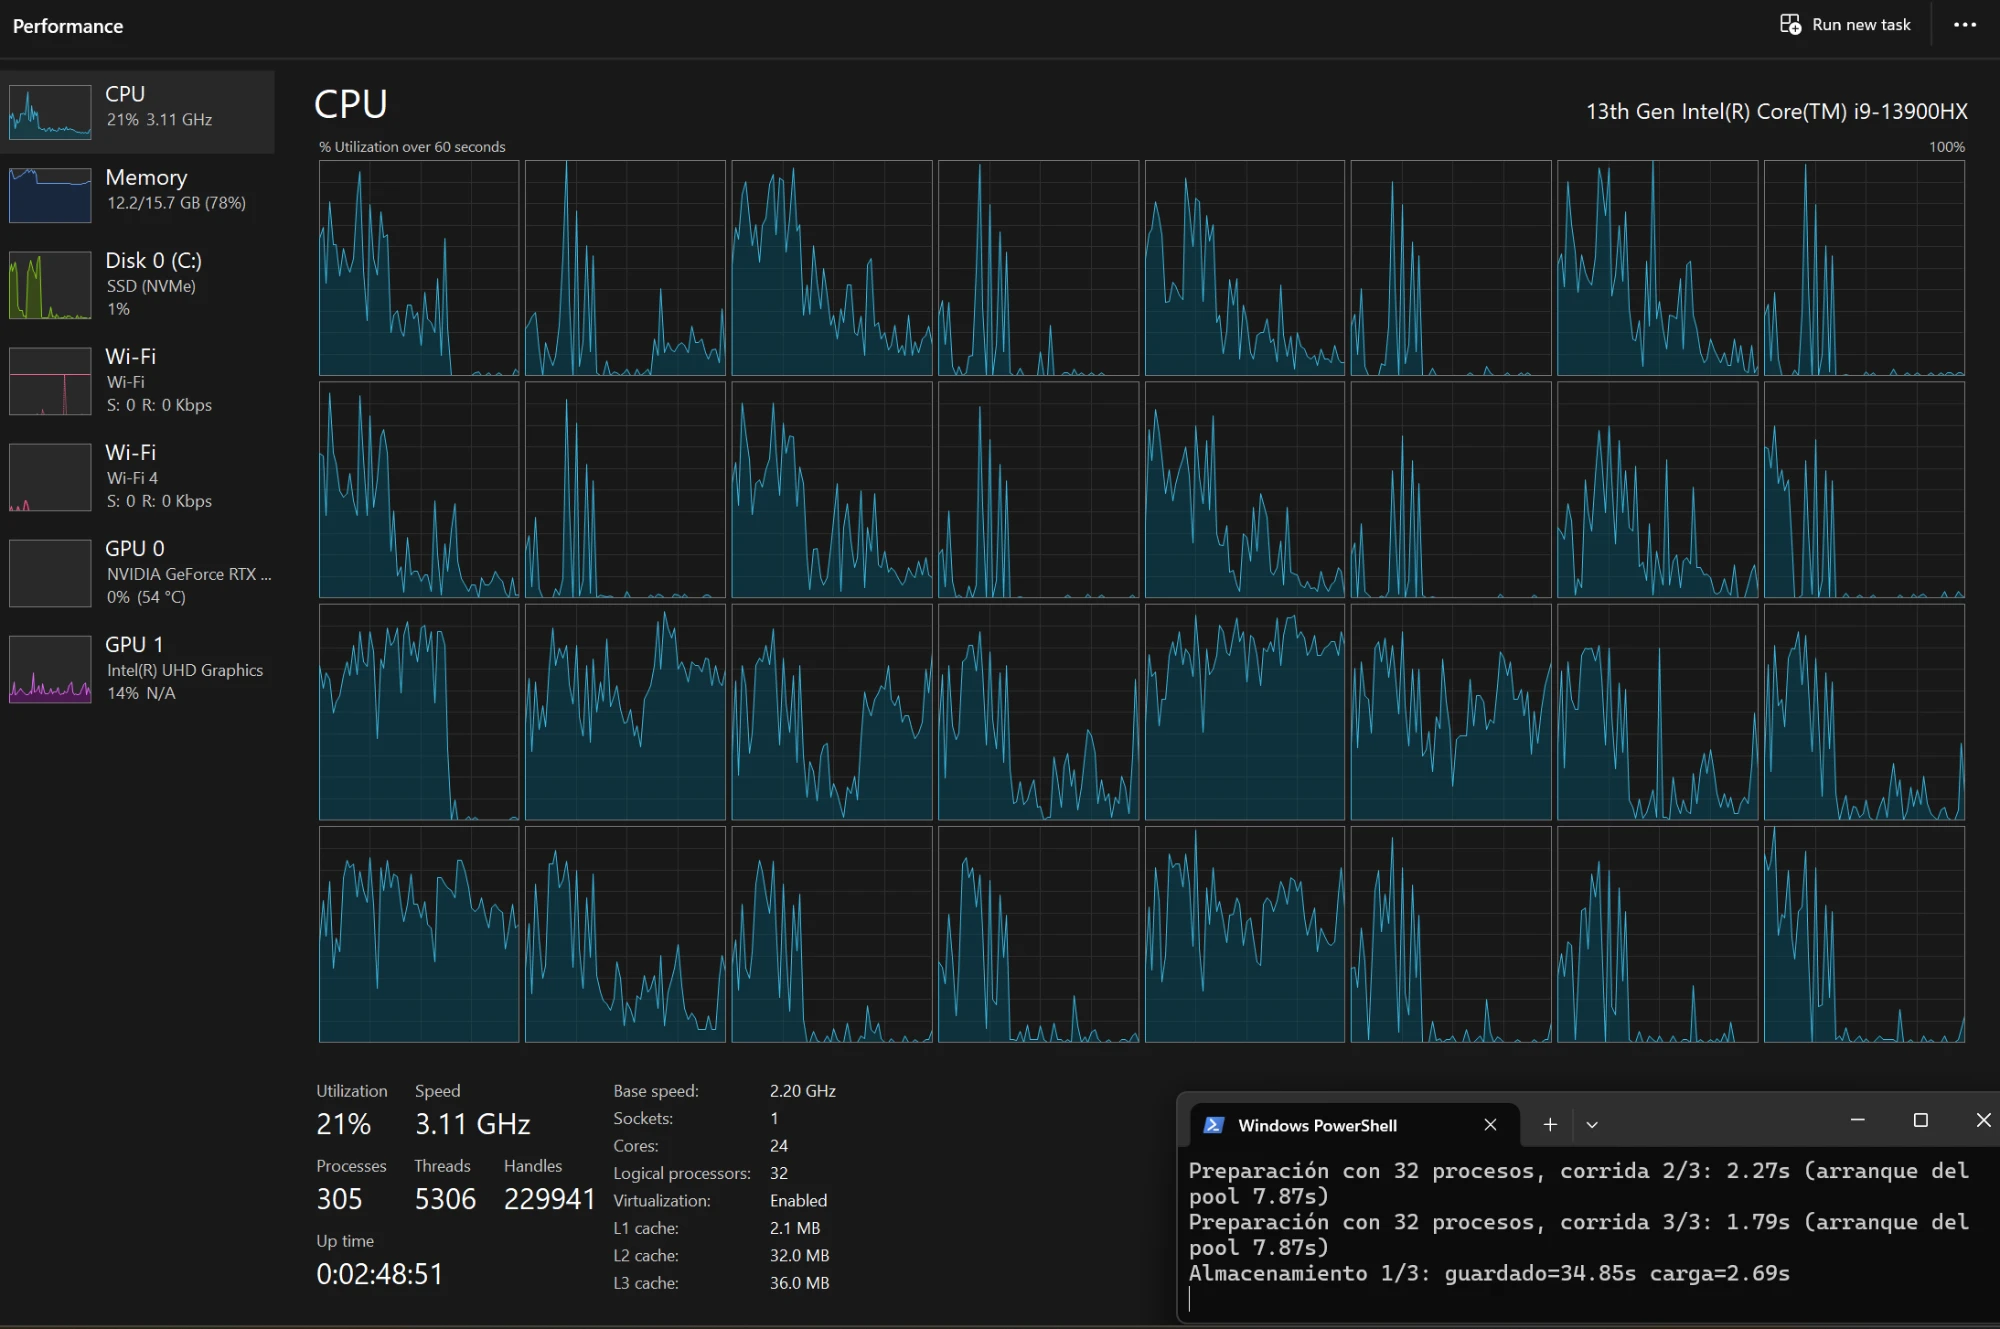 Performance
Run new task
CPU
21% 3.11 GHz
Memory
12.2/15.7 GB (78%)
Disk 0 (C:)
SSD (NVMe)
1%
Wi-Fi
Wi-Fi
S: 0 R: 0 Kbps
Wi-Fi
Wi-Fi 4
S: 0 R: 0 Kbps
GPU 0
NVIDIA GeForce RTX ...
0% (54 °C)
GPU 1
Intel(R) UHD Graphics
14% N/A
CPU
13th Gen Intel(R) Core(TM) i9-13900HX
% Utilization over 60 seconds
100%
Utilization Speed
21% 3.11 GHz
Processes Threads Handles
305 5306 229941
Up time
0:02:48:51
Base speed: 2.20 GHz
Sockets: 1
Cores: 24
Logical processors: 32
Virtualization: Enabled
L1 cache: 2.1 MB
L2 cache: 32.0 MB
L3 cache: 36.0 MB
Windows PowerShell
Preparación con 32 procesos, corrida 2/3: 2.27s (arranque del
pool 7.87s)
Preparación con 32 procesos, corrida 3/3: 1.79s (arranque del
pool 7.87s)
Almacenamiento 1/3: guardado=34.85s carga=2.69s